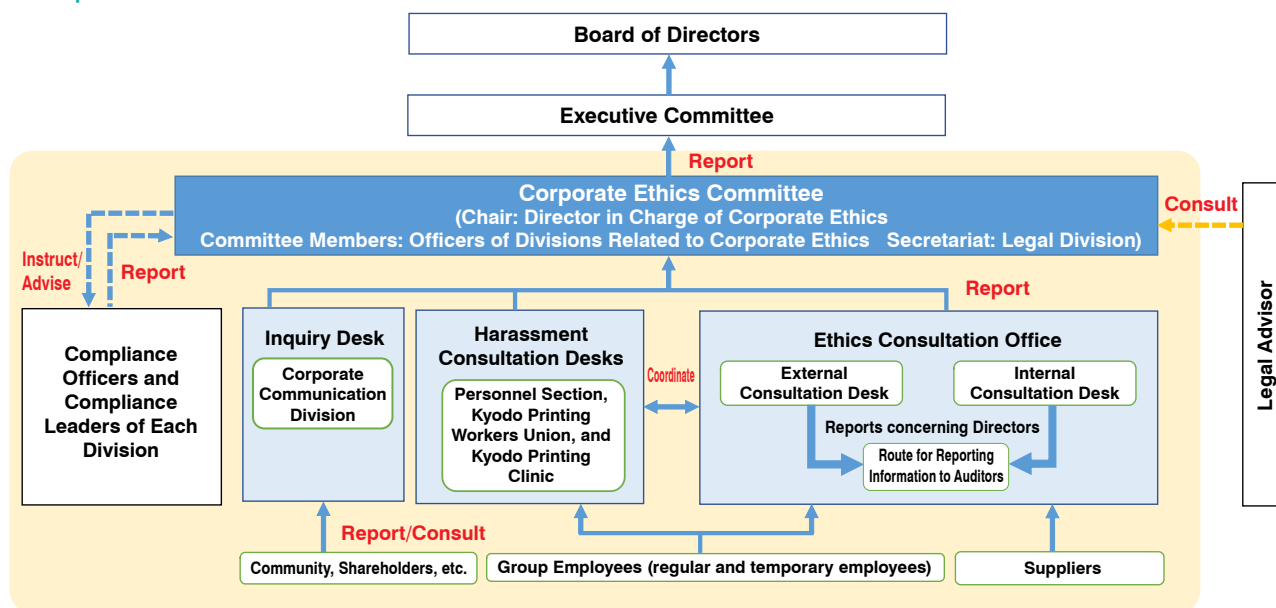 Board of Directors
Executive Committee
Report
Corporate Ethics Committee
(Chair: Director in Charge of Corporate Ethics
Committee Members: Officers of Divisions Related to Corporate Ethics Secretariat: Legal Division)
Consult
Legal Advisor
Instruct/
Advise
Report
Report
Compliance
Officers and
Compliance
Leaders of Each
Division
Inquiry Desk
Corporate
Communication
Division
Harassment
Consultation Desks
Personnel Section,
Kyodo Printing
Workers Union, and
Kyodo Printing
Clinic
Coordinate
Ethics Consultation Office
External
Consultation Desk
Internal
Consultation Desk
Reports concerning Directors
Route for Reporting
Information to Auditors
Report/Consult
Community, Shareholders, etc.
Group Employees (regular and temporary employees)
Suppliers